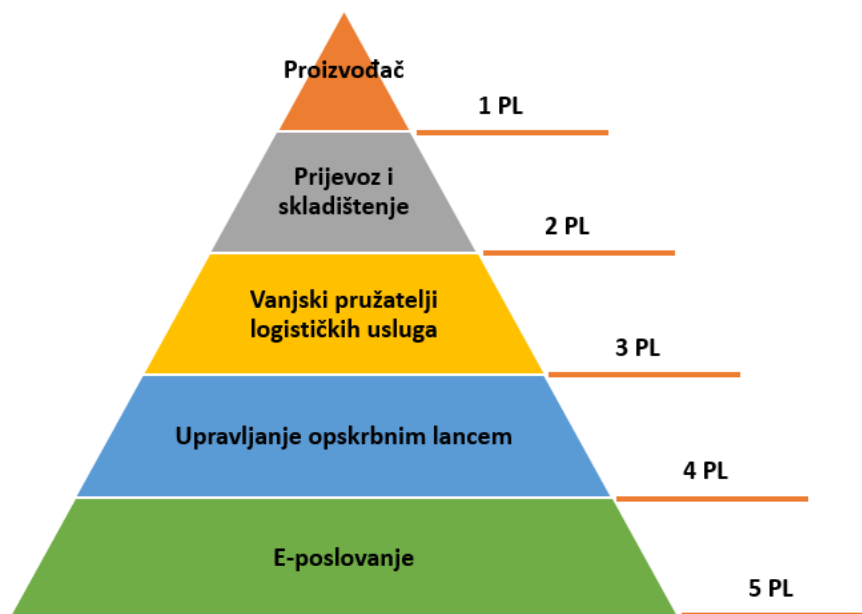 Proizvođač
1 PL
Prijevoz i
skladištenje
2 PL
Vanjski pružatelji
logističkih usluga
3 PL
Upravljanje opskrbnim lancem
4 PL
E-poslovanje
5 PL